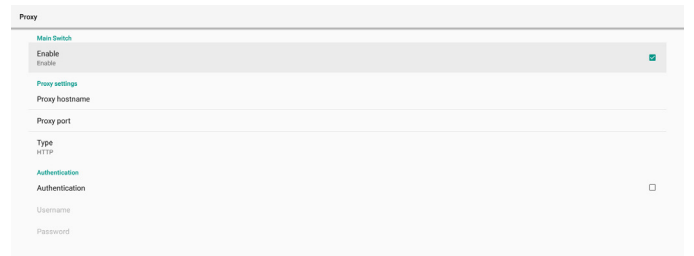 Proxy
Main Switch
Enable
Enable
Proxy settings
Proxy hostname
Proxy port
Type
HTTP
Authentication
Authentication
Username
Password